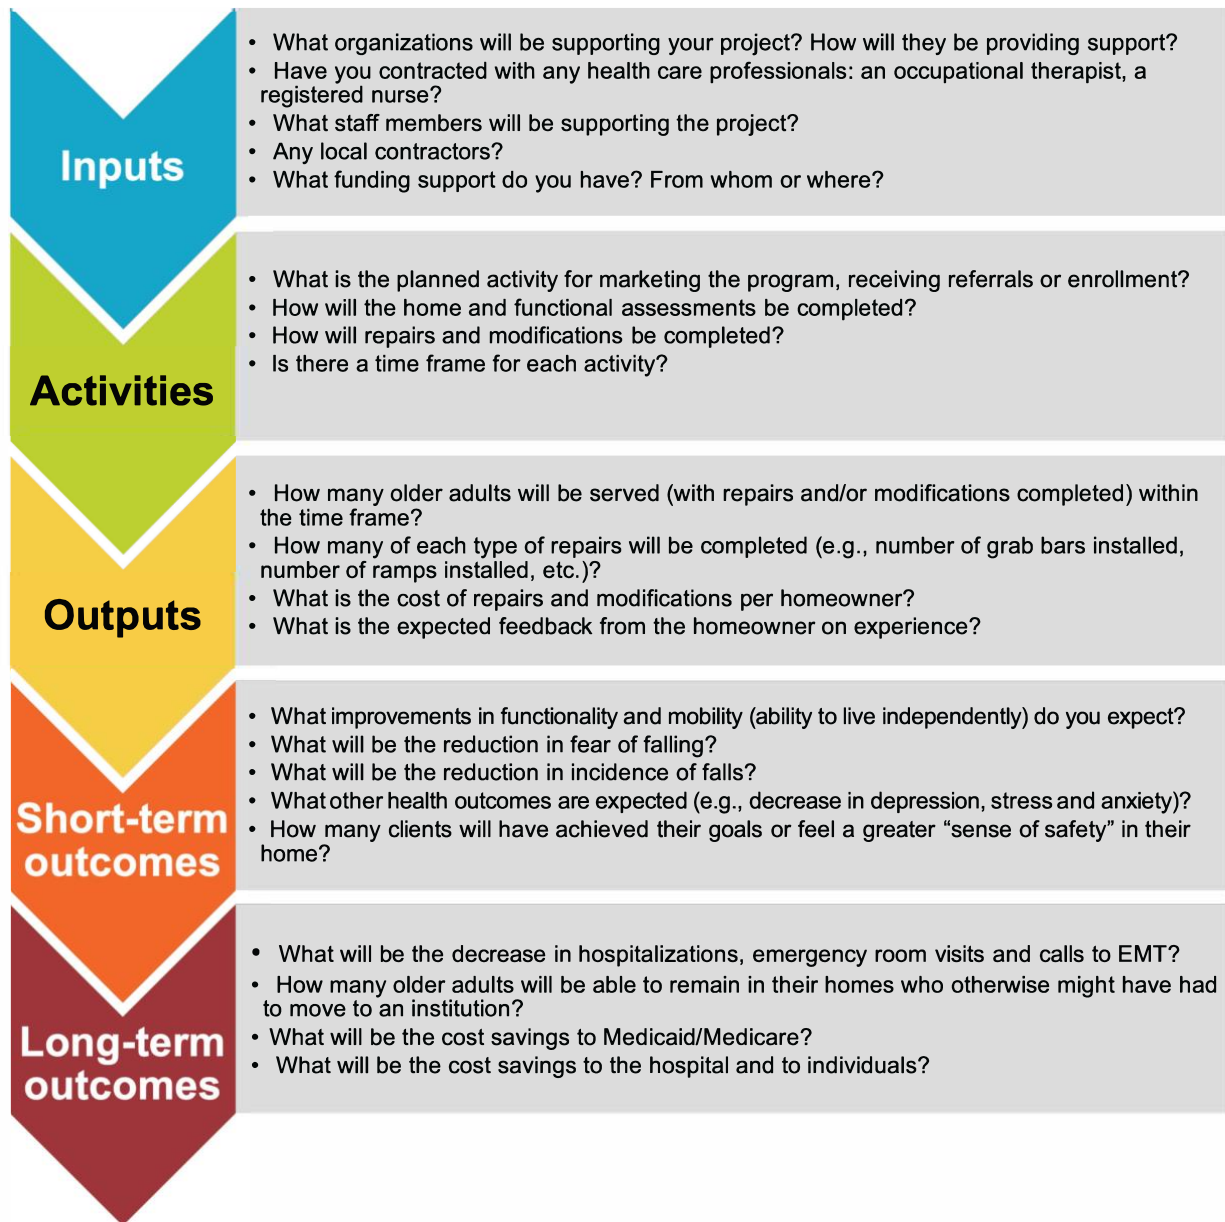 Inputs
• What organizations will be supporting your project? How will they be providing support?
• Have you contracted with any health care professionals: an occupational therapist, a
registered nurse?
• What staff members will be supporting the project?
• Any local contractors?
• What funding support do you have? From whom or where?
Activities
• What is the planned activity for marketing the program, receiving referrals or enrollment?
• How will the home and functional assessments be completed?
• How will repairs and modifications be completed?
• Is there a time frame for each activity?
Outputs
• How many older adults will be served (with repairs and/or modifications completed) within
the time frame?
• How many of each type of repairs will be completed (e.g., number of grab bars installed,
number of ramps installed, etc.)?
• What is the cost of repairs and modifications per homeowner?
• What is the expected feedback from the homeowner on experience?
Short-term
outcomes
• What improvements in functionality and mobility (ability to live independently) do you expect?
• What will be the reduction in fear of falling?
• What will be the reduction in incidence of falls?
• What other health outcomes are expected (e.g., decrease in depression, stress and anxiety)?
• How many clients will have achieved their goals or feel a greater “sense of safety” in their
home?
Long-term
outcomes
• What will be the decrease in hospitalizations, emergency room visits and calls to EMT?
• How many older adults will be able to remain in their homes who otherwise might have had
to move to an institution?
• What will be the cost savings to Medicaid/Medicare?
• What will be the cost savings to the hospital and to individuals?